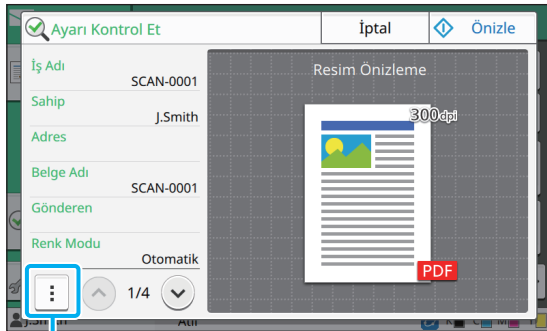 Ayarı Kontrol Et
İptal
Önizle
İş Adı
SCAN-0001
Sahip
J.Smith
Adres
Belge Adı
SCAN-0001
Gönderen
Renk Modu
Otomatik
1/4
Resim Önizleme
300dpi
PDF